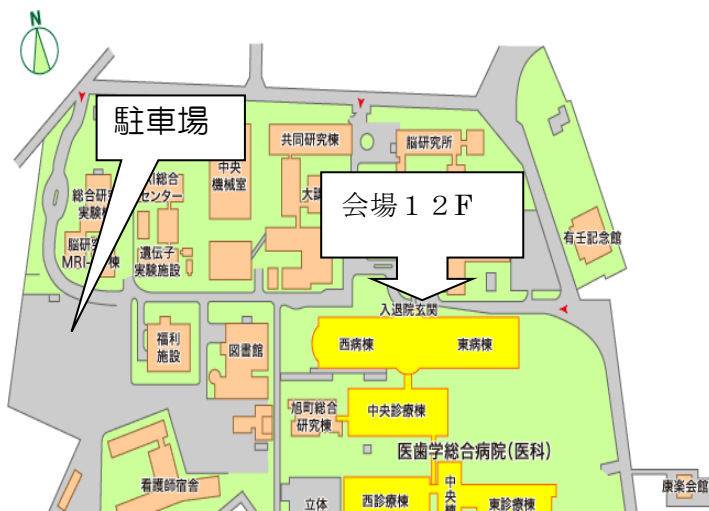 N
駐車場
共同研究棟
脳研究所
中央
機械室
総合
センター
総合研
実験
会場１２F
有壬記念館
脳研究
MRI
棟
遺伝子
実験施設
入退院玄関
福利
施設
図書館
西病棟
東病棟
旭町総合
研究棟
中央診療棟
医歯学総合病院(医科)
看護師宿舎
立体
西診療棟
中
央
東診療棟
康楽会館